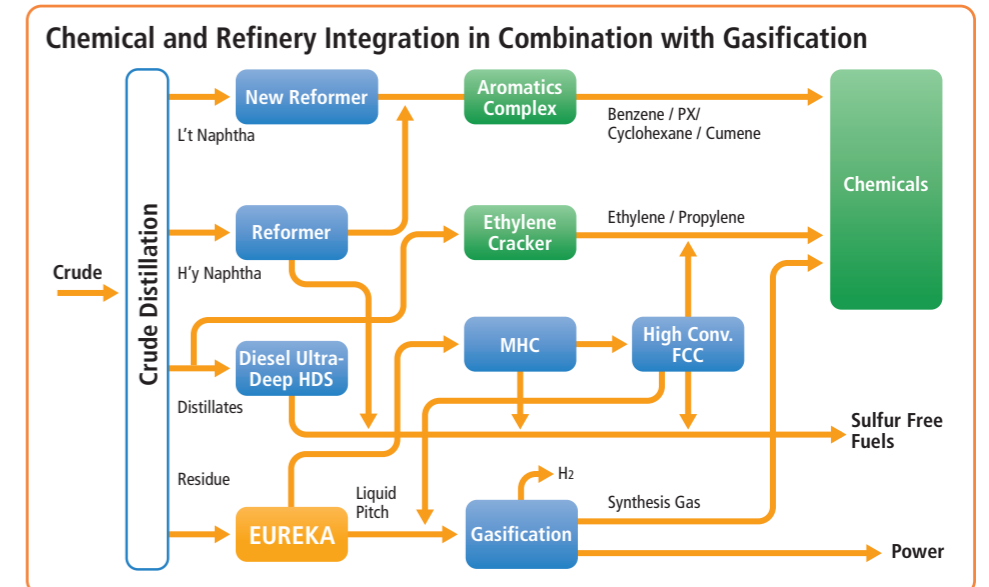 Chemical and Refinery Integration in Combination with Gasification
New Reformer
Aromatics
Complex
Benzene / PX/
Cyclohexane / Cumene
L't Naphtha
Chemicals
Crude Distillation
Reformer
Ethylene
Cracker
Ethylene / Propylene
H'y Naphtha
Crude
Diesel Ultra-
Deep HDS
MHC
High Conv.
FCC
Distillates
Sulfur Free
Fuels
Residue
Liquid
Pitch
H2
Synthesis Gas
EUREKA
Gasification
Power